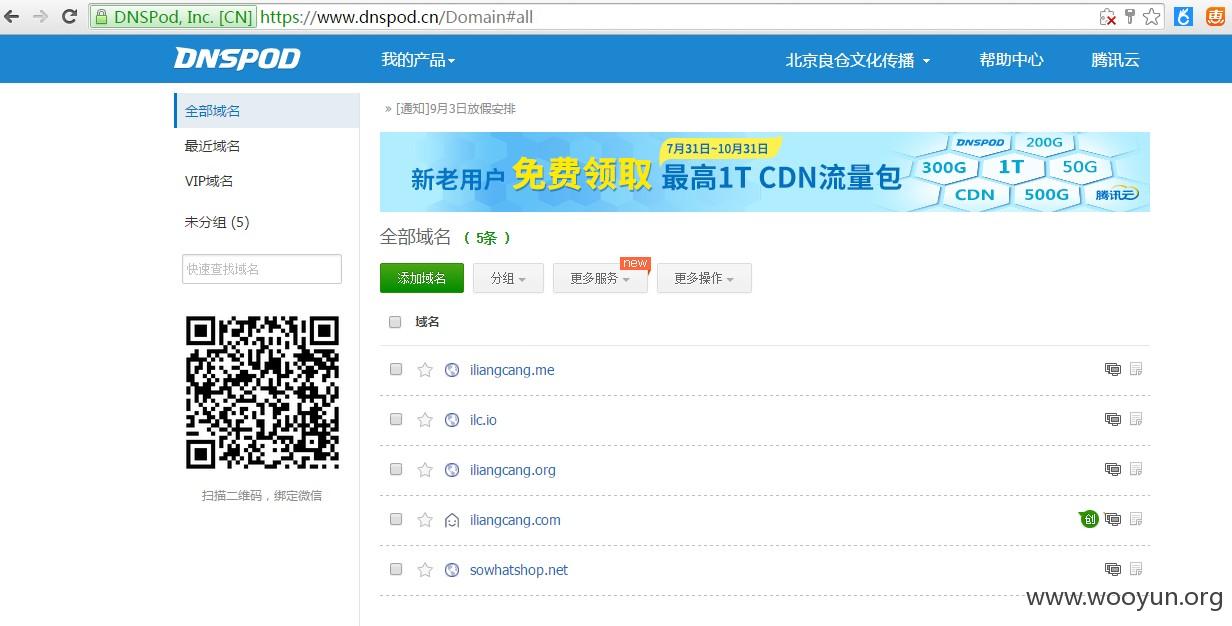 DNSPod, Inc. [CN] https://www.dnspod.cn/Domain#all
DNSPOD 我的产品 北京良仓文化传播 帮助中心 腾讯云
全部域名
最近域名
VIP域名
未分组 (5)
快速查找域名
扫描二维码，绑定微信
» [通知]9月3日放假安排
7月31日~10月31日
新老用户 免费领取 最高1T CDN流量包
DNSPOD 200G
300G 1T 50G
CDN 500G 腾讯云
全部域名 ( 5条 )
new
添加域名 分组 更多服务 更多操作
域名
iliangcang.me
ilc.io
iliangcang.org
iliangcang.com 创
sowhatshop.net
www.wooyun.org